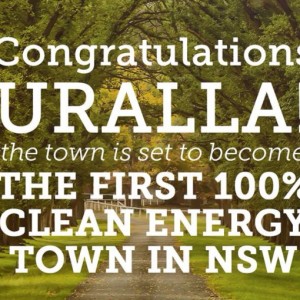 Congratulations
URALLA!
the town is set to become
THE FIRST 100%
CLEAN ENERGY
TOWN IN NSW